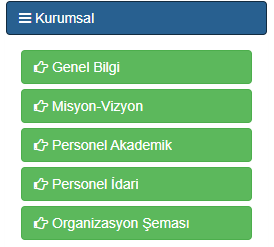 Kurumsal
Genel Bilgi
Misyon-Vizyon
Personel Akademik
Personel İdari
Organizasyon Şeması